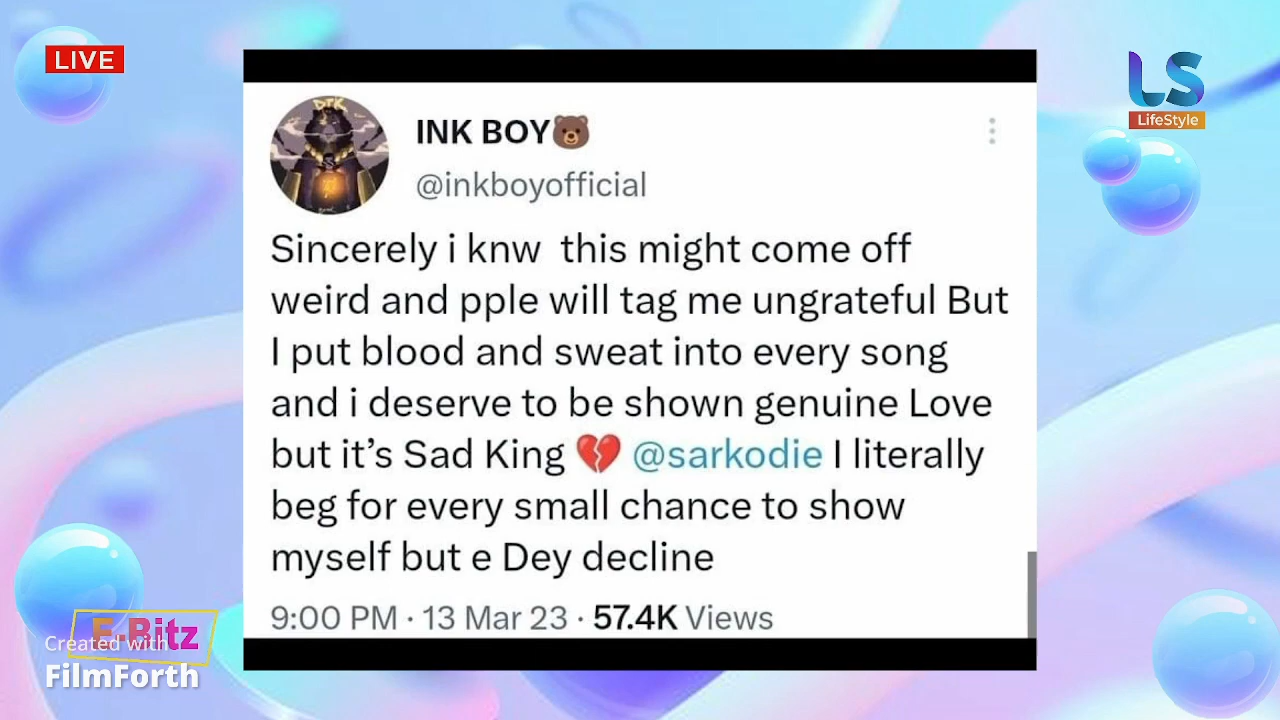 LIVE
LS
LifeStyle
INK BOY🐻
@inkboyofficial
Sincerely i knw  this might come off
weird and pple will tag me ungrateful But
I put blood and sweat into every song
and i deserve to be shown genuine Love
but it’s Sad King 💔 @sarkodie I literally
beg for every small chance to show
myself but e Dey decline
9:00 PM · 13 Mar 23 · 57.4K Views
E.Bitz
Created with
FilmForth